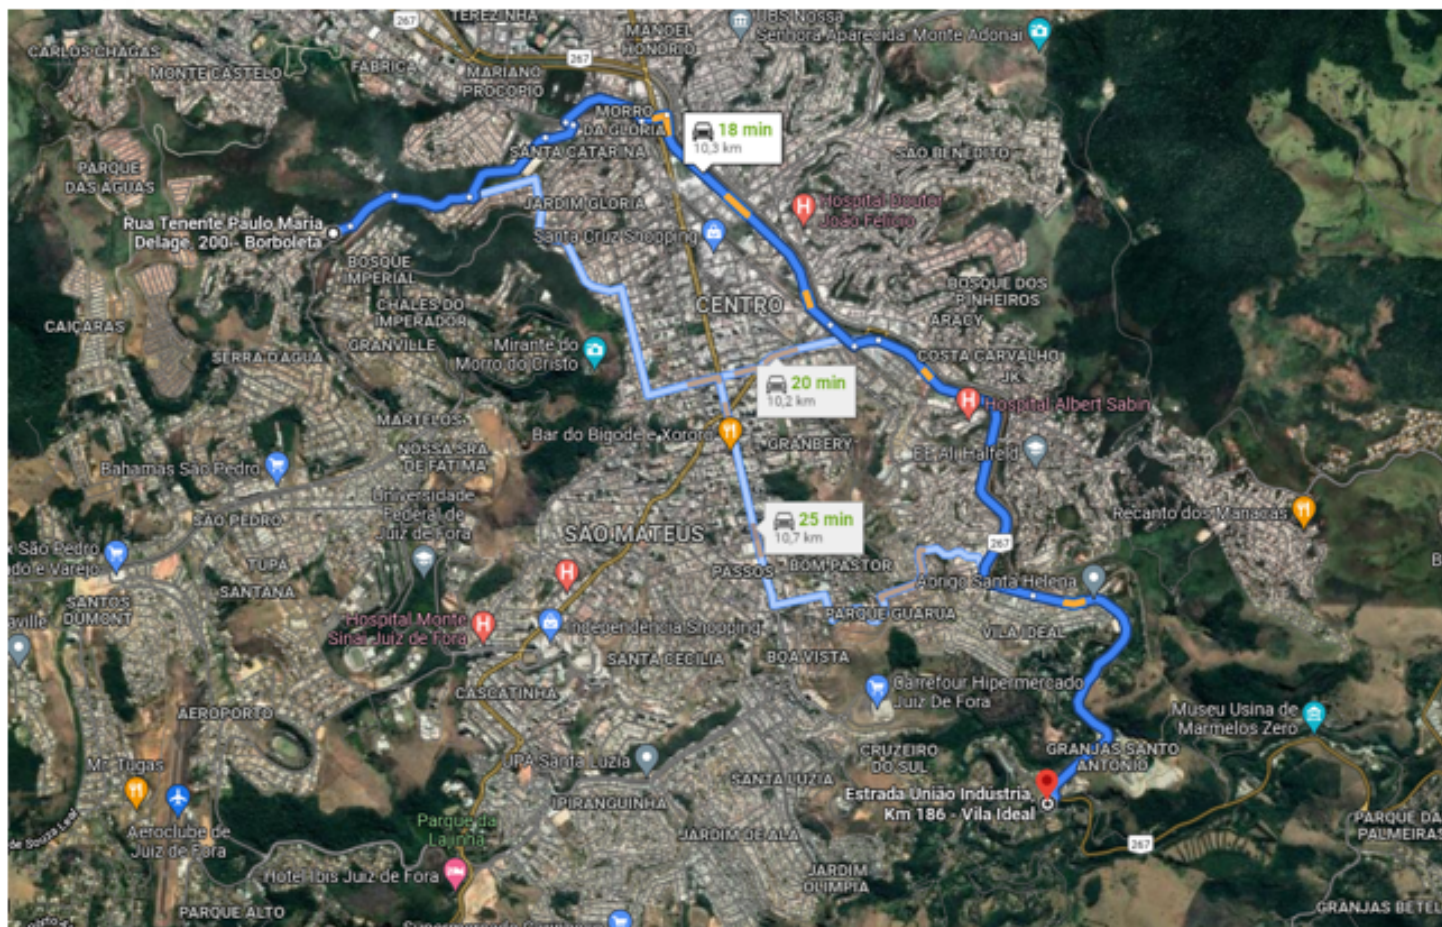 267
TEREZINHA
CARLOS CHAGAS
MONTE CASTELO
FÁBRICA
MARIANO
PROCÓPIO
267
MANOEL
HONÓRIO
UBS Nossa
Senhora Aparecida
Monte Adonai
MORRO
DA GLÓRIA
SANTA CATARINA
18 min
10,3 km
SÃO BENEDITO
PARQUE
DAS ÁGUAS
Rua Tenente Paulo Maria
Delage, 200 - Borboleta
JARDIM GLÓRIA
Santa Cruz Shopping
Hospital Doutor
João Felício
BOSQUE
IMPERIAL
CHALÉS DO
IMPERADOR
GRANVILLE
CENTRO
BOSQUE DOS
PINHEIROS
ARACY
CAIÇARAS
SERRA D'ÁGUA
Mirante do
Morro do Cristo
COSTA CARVALHO
JK
20 min
10,2 km
Hospital Albert Sabin
MARTELOS
NOSSA SRA
DE FÁTIMA
Bar do Bigode e Xororó
GRANBERY
EE Ali Halfeld
Bahamas São Pedro
Universidade
Federal de
Juiz de Fora
SÃO PEDRO
SÃO MATEUS
25 min
10,7 km
Recanto dos Manacás
267
x São Pedro
do e Varejo
TUPÃ
SANTANA
SANTOS
DUMONT
PASSOS
BOM PASTOR
Abrigo Santa Helena
PARQUE GUARUÁ
aville
Hospital Monte
Sinai Juiz de Fora
Independência Shopping
VILA IDEAL
SANTA CECÍLIA
BOA VISTA
CASCATINHA
Carrefour Hipermercado
Juiz De Fora
Museu Usina de
Marmelos Zero
AEROPORTO
GRANJAS SANTO
ANTÔNIO
Mr. Tugas
UPA Santa Luzia
SANTA LUZIA
CRUZEIRO
DO SUL
Estrada União Indústria,
Km 186 - Vila Ideal
IPIRANGUINHA
Aeroclube de
Juiz de Fora
Parque da
Lajinha
JARDIM DE ALÁ
267
PARQUE DA
PALMEIRAS
de Souza Leal
Hotel Ibis Juiz de Fora
JARDIM
OLÍMPIA
PARQUE ALTO
GRANJAS BETEL